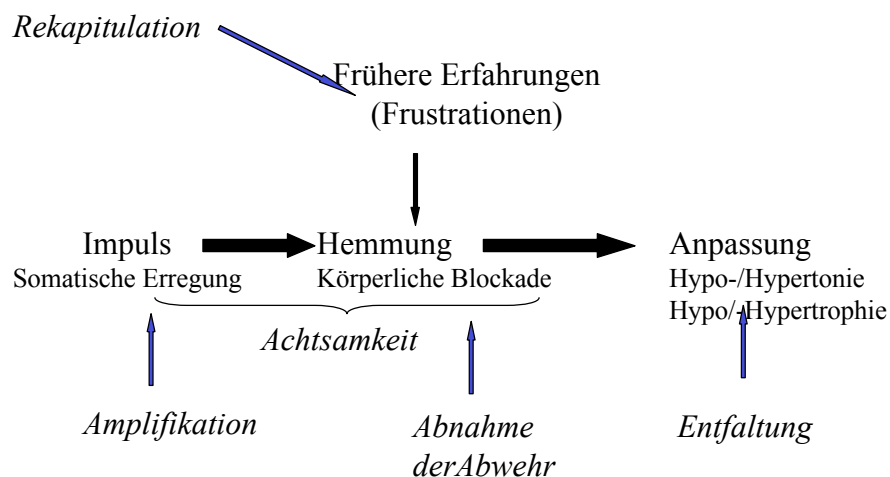 Rekapitulation
Frühere Erfahrungen
(Frustrationen)
Impuls
Somatische Erregung
Hemmung
Körperliche Blockade
Anpassung
Hypo-/Hypertonie
Hypo/-Hypertrophie
Achtsamkeit
Amplifikation
Abnahme
derAbwehr
Entfaltung